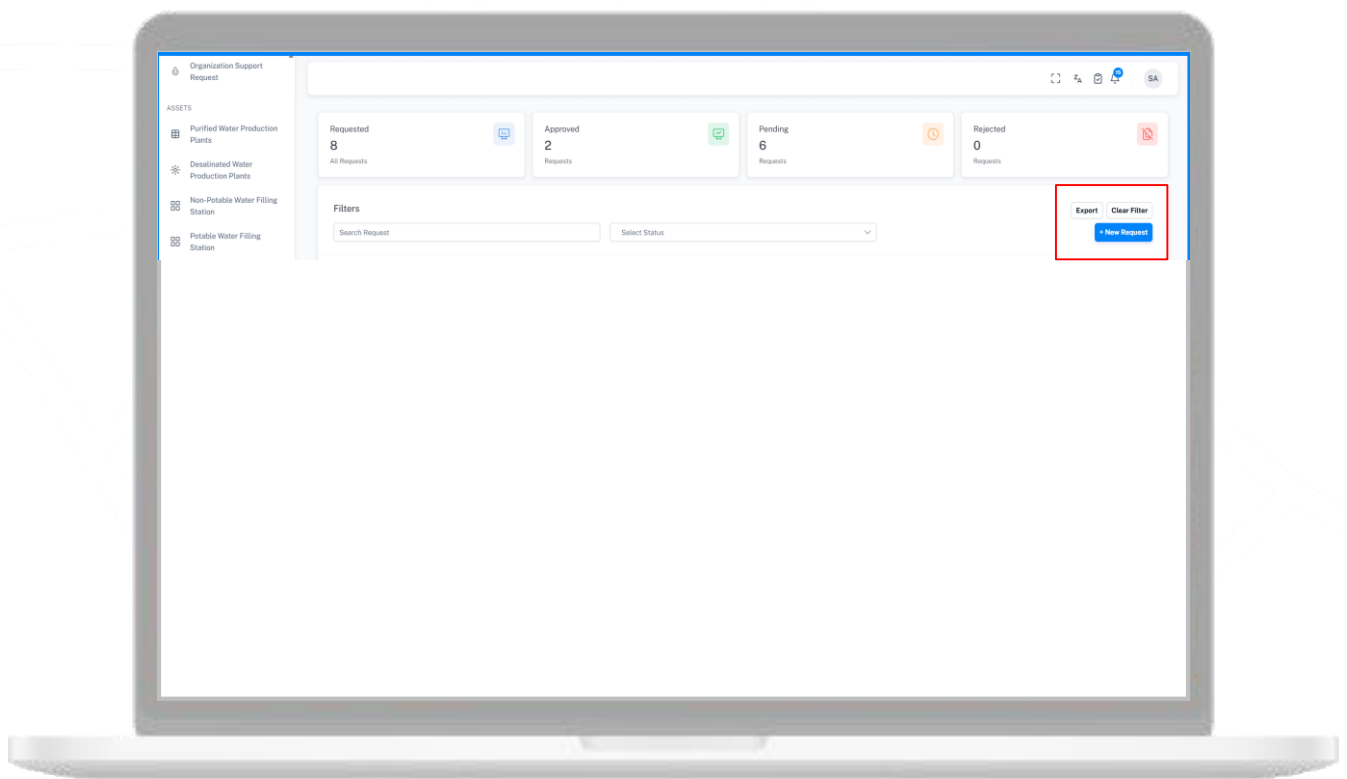 Organization Support
Request
ASSETS
Purified Water Production
Plants
Desalinated Water
Production Plants
Non-Potable Water Filling
Station
Potable Water Filling
Station
SA
Requested
8
All Requests
Approved
2
Requests
Pending
6
Requests
Rejected
0
Requests
Filters
Export
Clear Filter
Search Request
Select Status
+ New Request